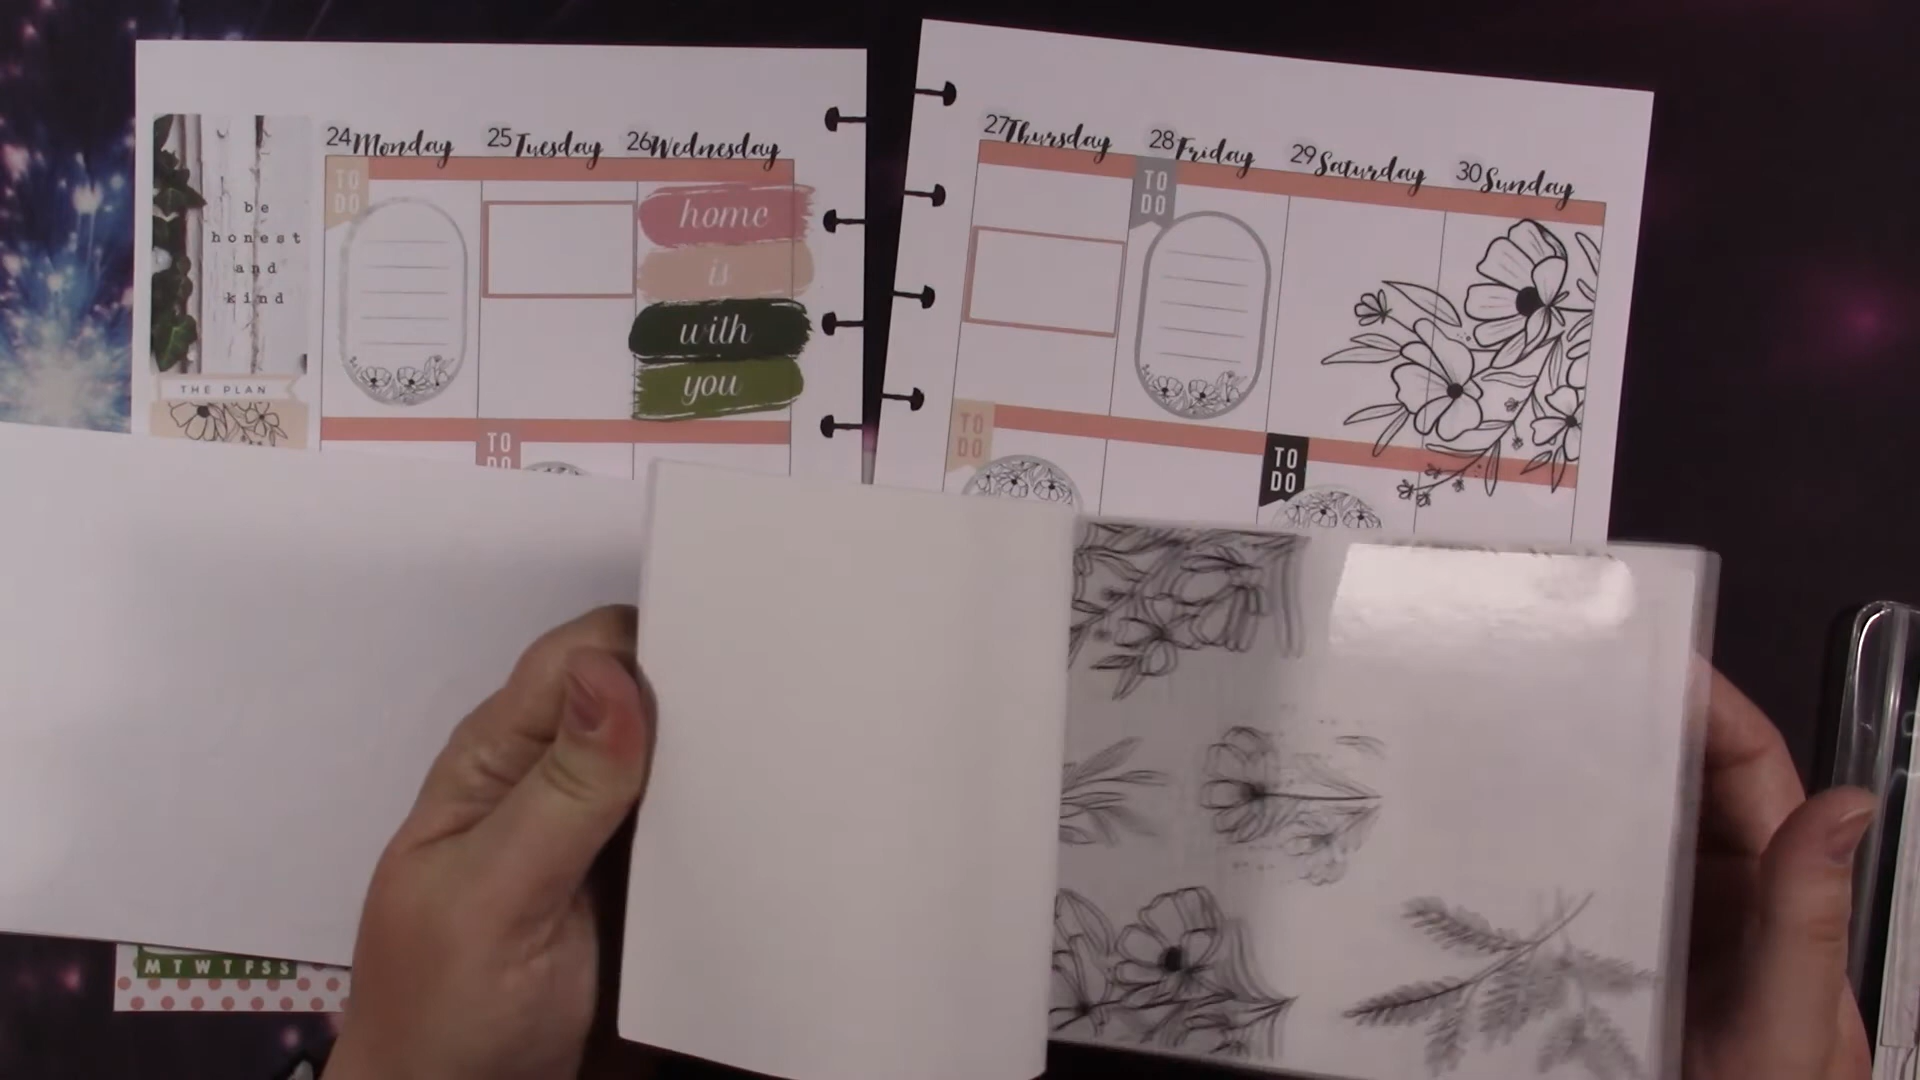 24 Monday 25 Tuesday 26 Wednesday
27 Thursday 28 Friday 29 Saturday 30 Sunday
be
honest
and
kind
THE PLAN
TO
DO
home
is
with
you
TO
DO
TO
DO
TO
DO
TO
DO
M T W T F S S